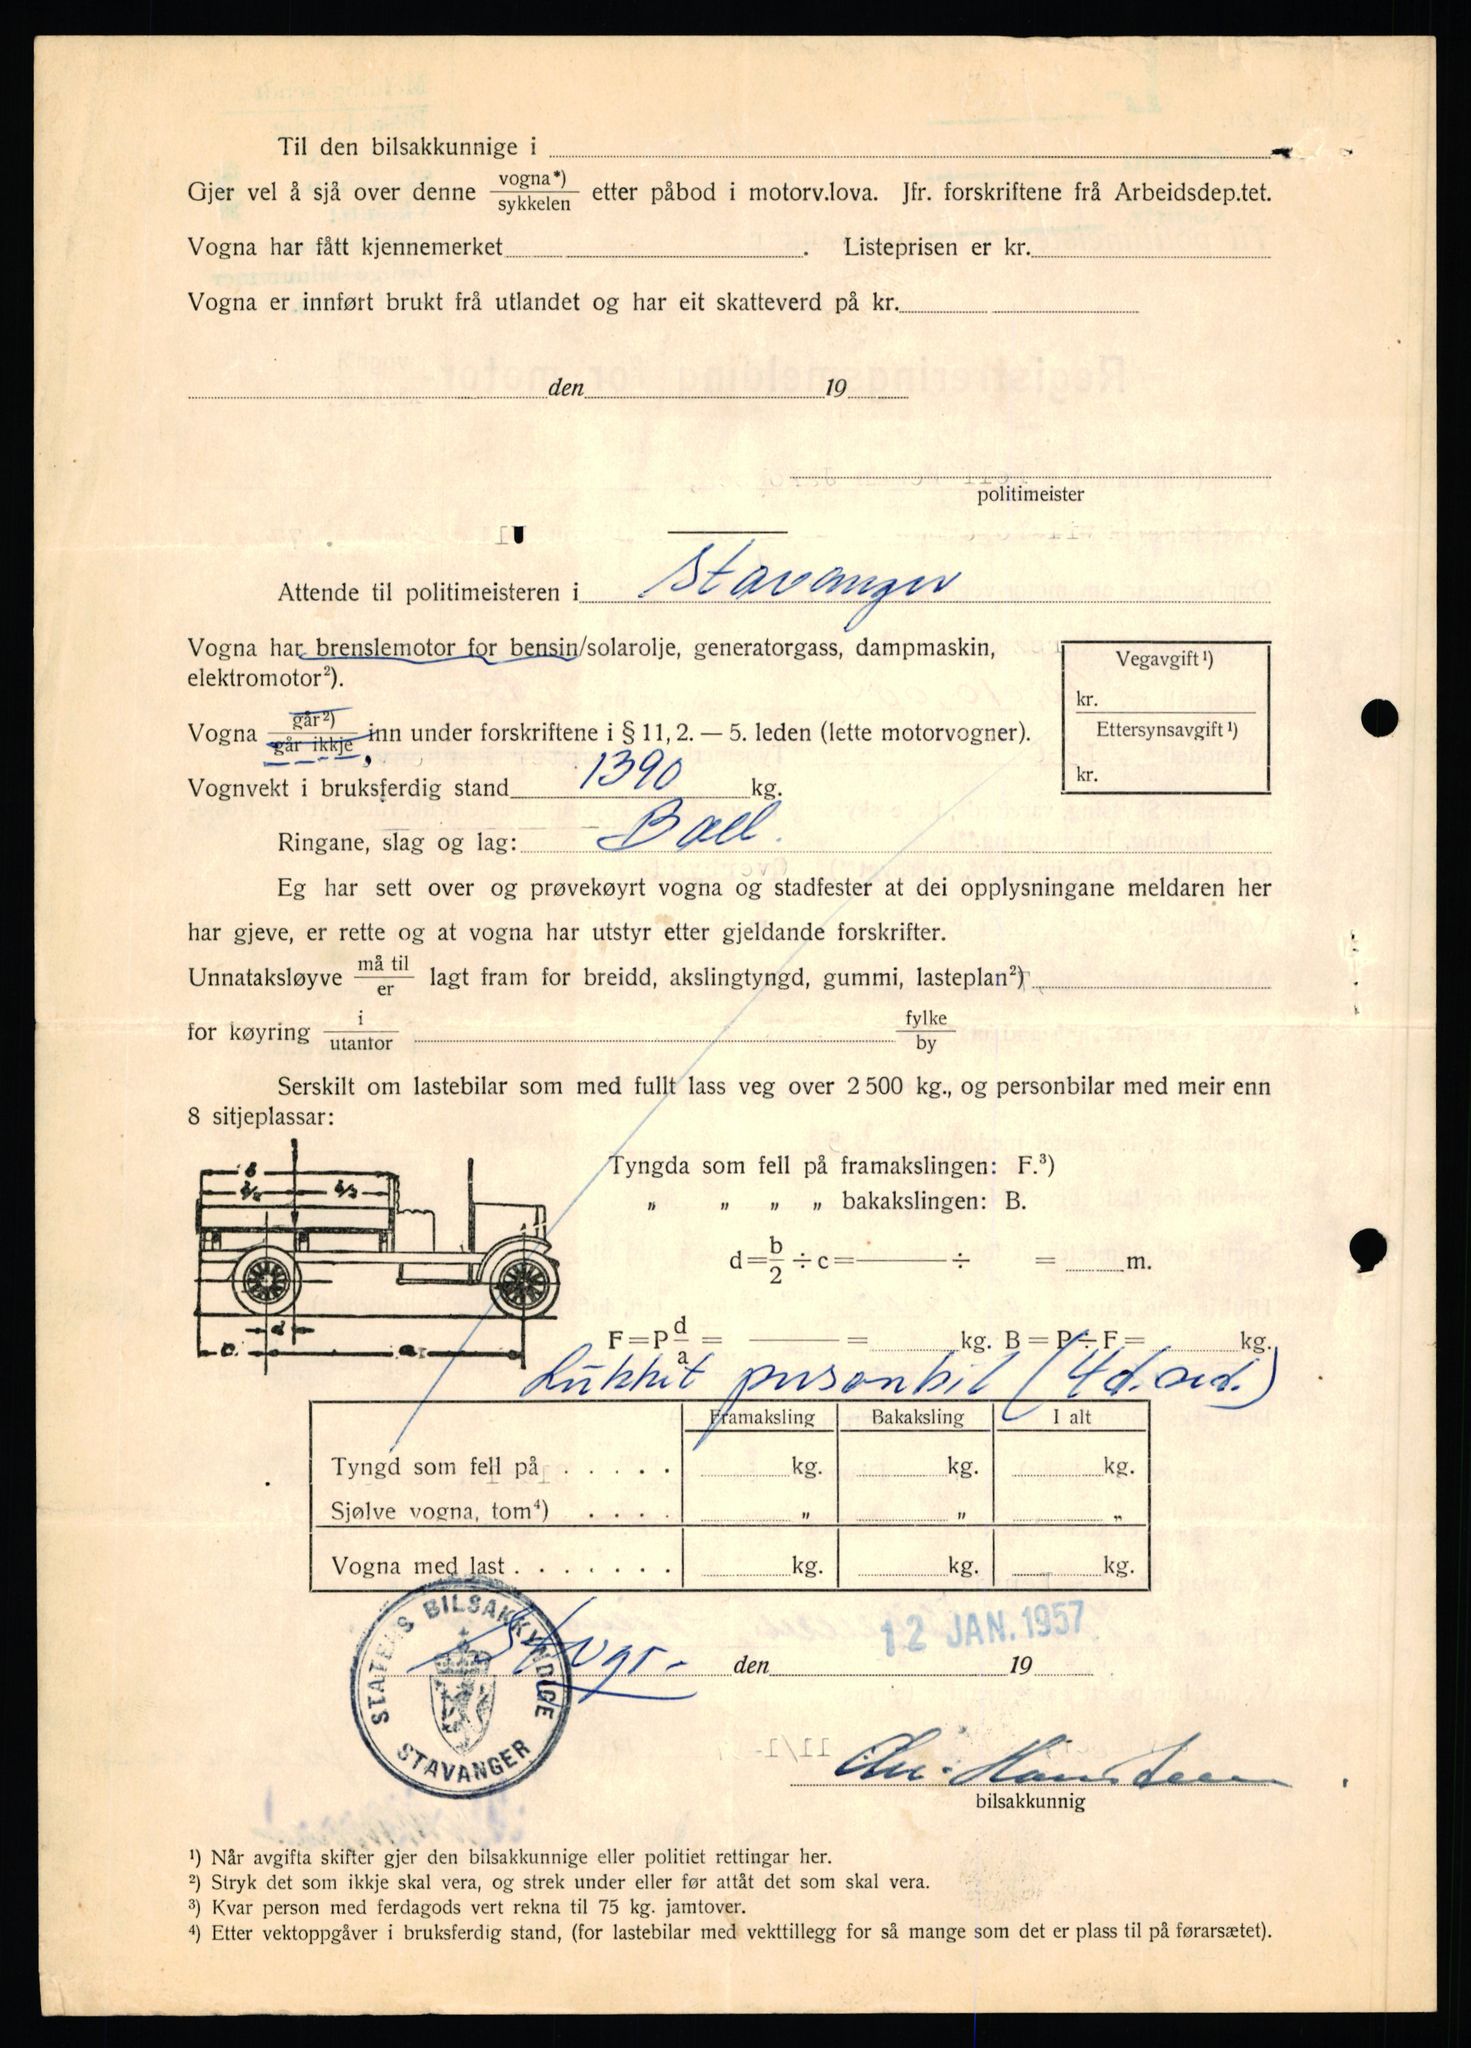 Til den bilsakkunnige i
Gjer vel å sjå over denne vogna*) / sykkelen etter påbod i motorv.lova. Jfr. forskriftene frå Arbeidsdep.tet.
Vogna har fått kjennemerket . Listeprisen er kr.
Vogna er innført brukt frå utlandet og har eit skatteverd på kr.
den 19
politimeister
Attende til politimeisteren i Stavanger
Vogna har brenslemotor for bensin/solarolje, generatorgass, dampmaskin,
elektromotor²).
Vegavgift ¹)
kr.
Ettersynsavgift ¹)
kr.
Vogna går²) / går ikkje inn under forskriftene i § 11, 2. — 5. leden (lette motorvogner).
Vognvekt i bruksferdig stand 1390 kg.
Ringane, slag og lag: Ball.
Eg har sett over og prøvekøyrt vogna og stadfester at dei opplysningane meldaren her
har gjeve, er rette og at vogna har utstyr etter gjeldande forskrifter.
Unnataksløyve må til / er lagt fram for breidd, akslingtyngd, gummi, lasteplan²)
for køyring i / utantor fylke / by
Serskilt om lastebilar som med fullt lass veg over 2 500 kg., og personbilar med meir enn
8 sitjeplassar:
Tyngda som fell på framakslingen: F.³)
„ „ „ „ bakakslingen: B.
d = b/2 ÷ c = ——— ÷ = m.
F = P d/a = ——— = kg. B = P ÷ F = kg.
Lukket personbil (4 d. sed.)
Framaksling Bakaksling I alt
Tyngd som fell på . . . . . kg. kg. kg.
Sjølve vogna, tom⁴) . . . . „ „ „
Vogna med last . . . . . . . kg. kg. kg.
STATENS BILSAKKYNDIGE
STAVANGER
Stvgr- den 12 JAN. 1957 19
bilsakkunnig
¹) Når avgifta skifter gjer den bilsakkunnige eller politiet rettingar her.
²) Stryk det som ikkje skal vera, og strek under eller før attåt det som skal vera.
³) Kvar person med ferdagods vert rekna til 75 kg. jamtover.
⁴) Etter vektoppgåver i bruksferdig stand, (for lastebilar med vekttillegg for så mange som det er plass til på førarsætet).